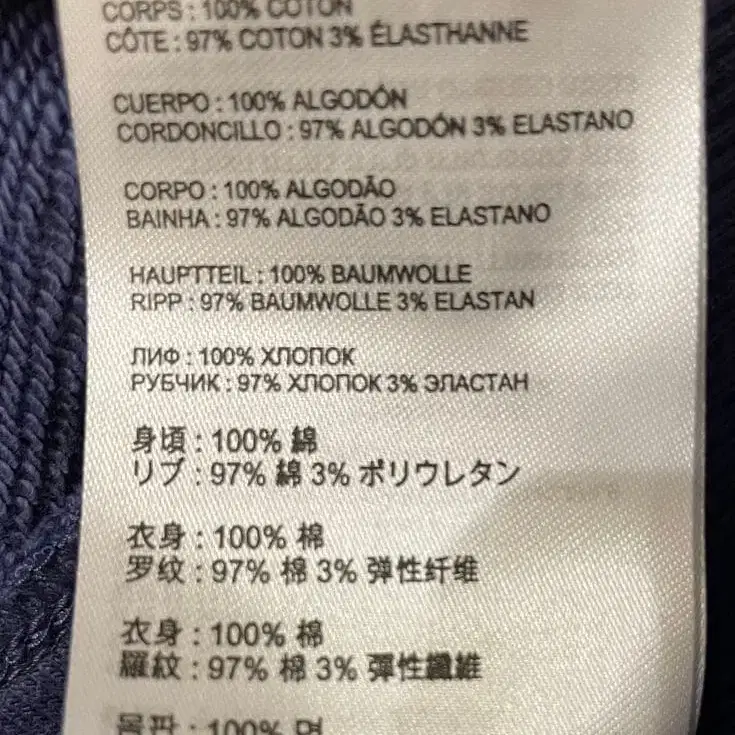 CORPS : 100% COTON
CÔTE : 97% COTON 3% ÉLASTHANNE
CUERPO : 100% ALGODÓN
CORDONCILLO : 97% ALGODÓN 3% ELASTANO
CORPO : 100% ALGODÃO
BAINHA : 97% ALGODÃO 3% ELASTANO
HAUPTTEIL : 100% BAUMWOLLE
RIPP : 97% BAUMWOLLE 3% ELASTAN
ЛИФ : 100% ХЛОПОК
РУБЧИК : 97% ХЛОПОК 3% ЭЛАСТАН
身頃 : 100% 綿
リブ : 97% 綿 3% ポリウレタン
衣身 : 100% 棉
罗纹 : 97% 棉 3% 弹性纤维
衣身 : 100% 棉
羅紋 : 97% 棉 3% 彈性纖維
몸판 : 100% 면